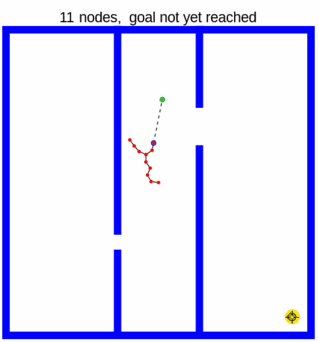 11 nodes, goal not yet reached